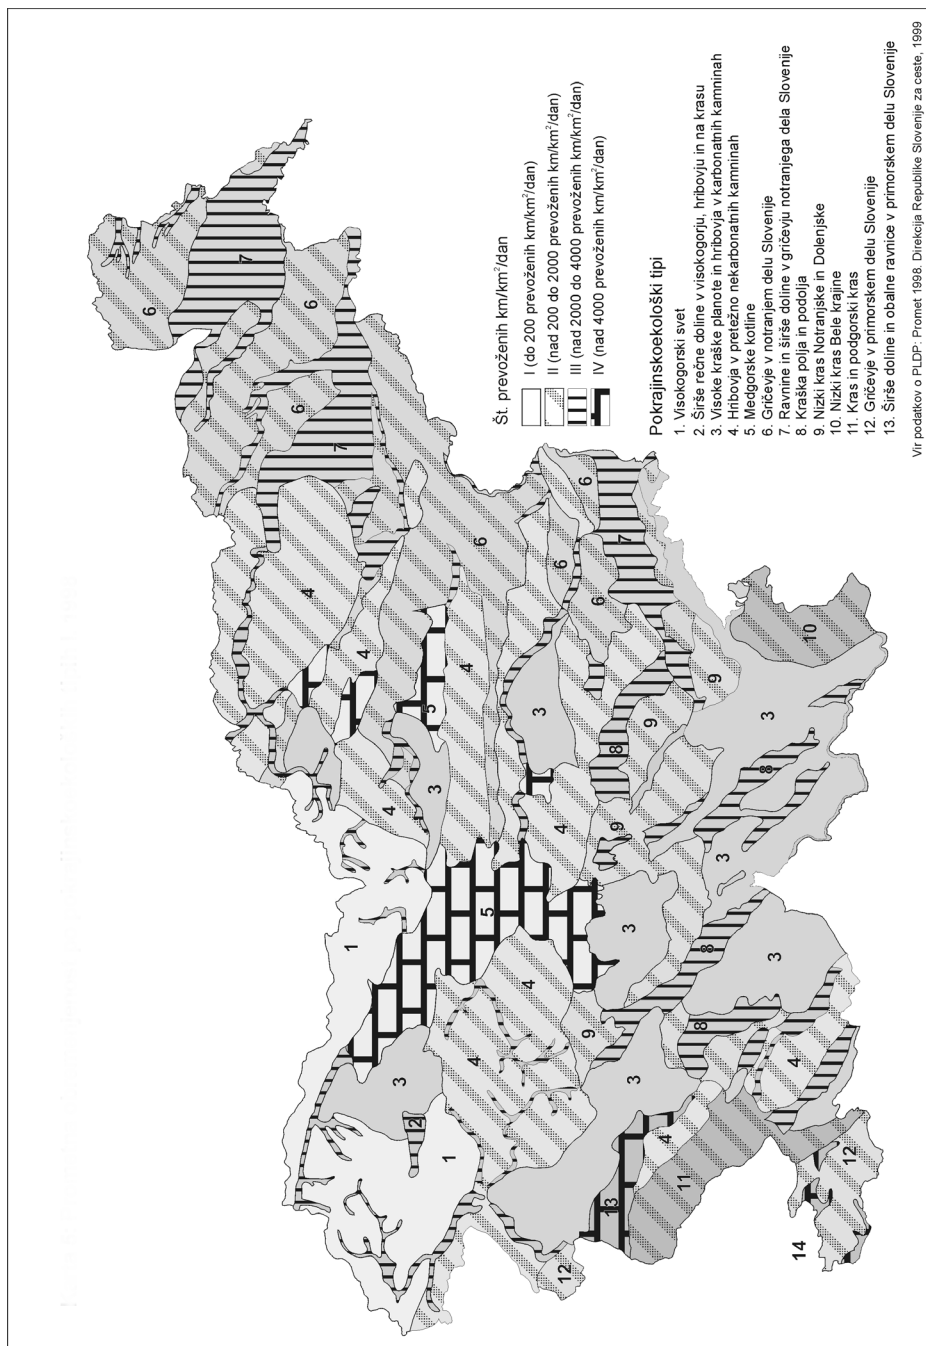 Št. prevoženih km/km²/dan
I (do 200 prevoženih km/km²/dan)
II (nad 200 do 2000 prevoženih km/km²/dan)
III (nad 2000 do 4000 prevoženih km/km²/dan)
IV (nad 4000 prevoženih km/km²/dan)
Pokrajinskoekološki tipi
1. Visokogorski svet
2. Širše rečne doline v visokogorju, hribovju in na krasu
3. Visoke kraške planote in hribovja v karbonatnih kamninah
4. Hribovja v pretežno nekarbonatnih kamninah
5. Medgorske kotline
6. Gričevje v notranjem delu Slovenije
7. Ravnine in širše doline v gričevju notranjega dela Slovenije
8. Kraška polja in podolja
9. Nizki kras Notranjske in Dolenjske
10. Nizki kras Bele krajine
11. Kras in podgorski kras
12. Gričevje v primorskem delu Slovenije
13. Širše doline in obalne ravnice v primorskem delu Slovenije
Vir podatkov o PLDP: Promet 1998. Direkcija Republike Slovenije za ceste, 1999
6
7
6
6
7
4
6
6
7
6
6
4
5
4
3
10
9
3
9
8
4
3
4
9
8
3
1
5
3
8
3
4
4
9
8
4
3
3
2
1
4
11
13
12
12
14